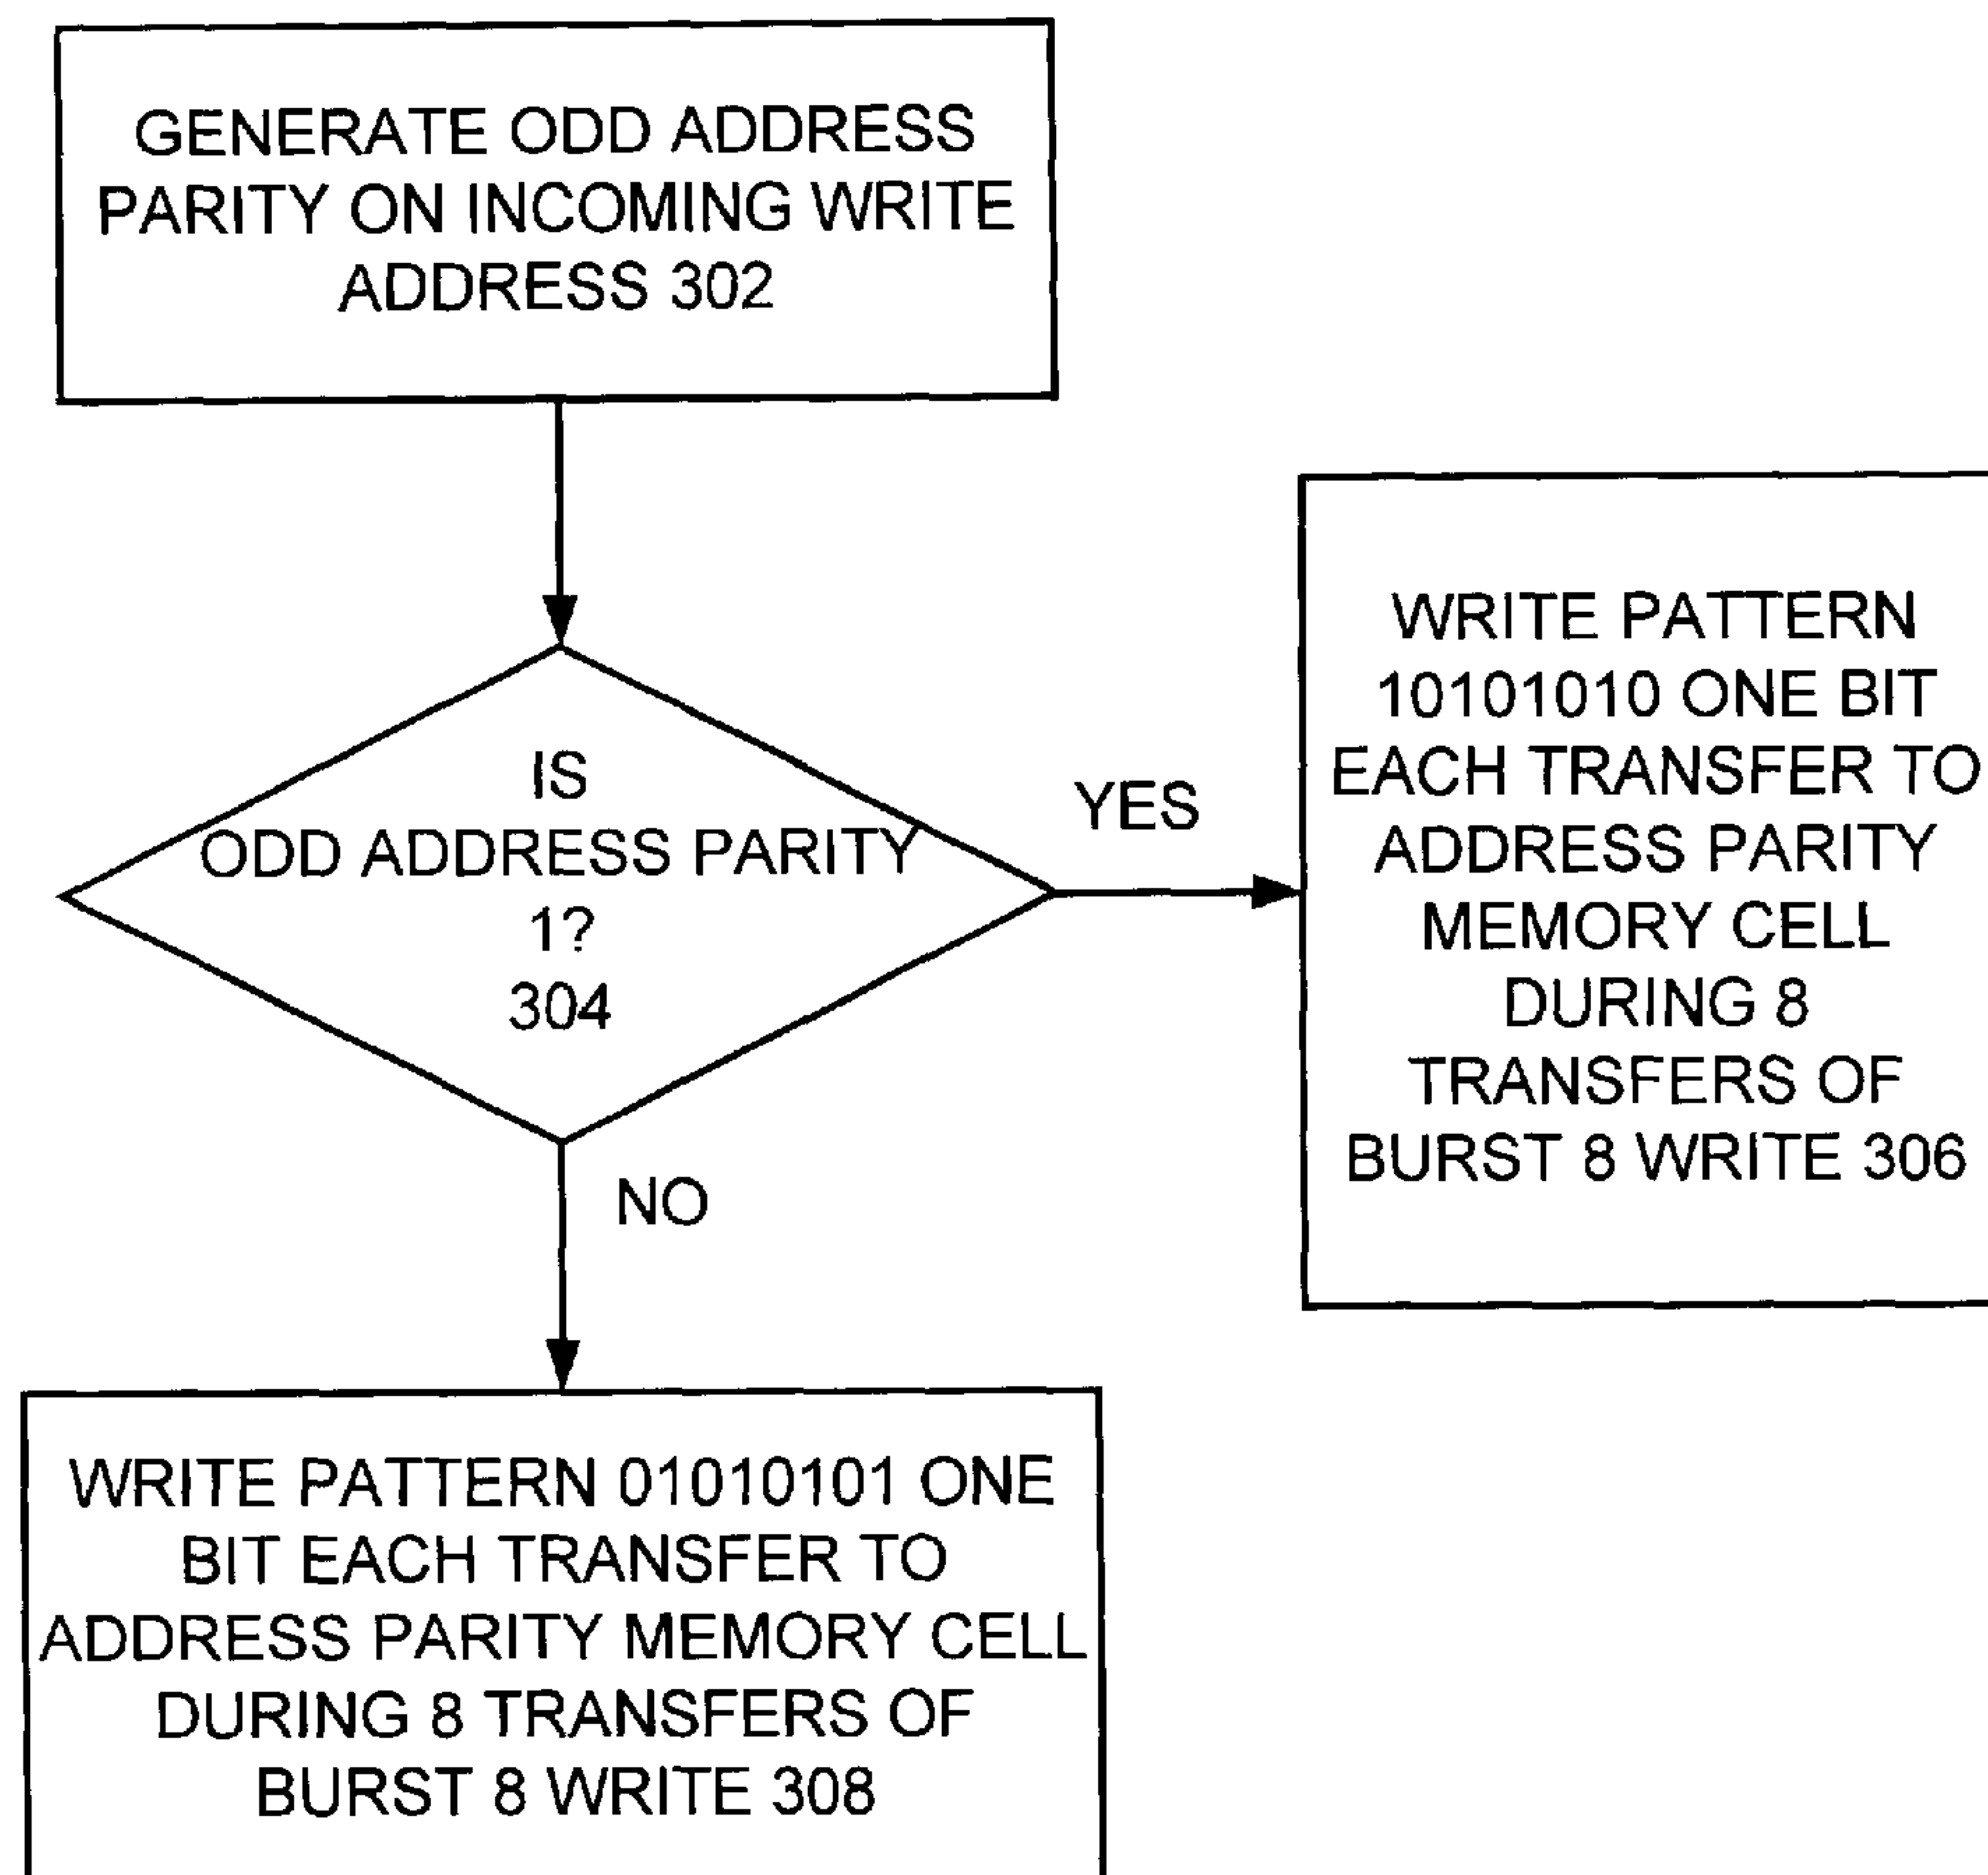 GENERATE ODD ADDRESS
PARITY ON INCOMING WRITE
ADDRESS 302
IS
ODD ADDRESS PARITY
1?
304
YES
WRITE PATTERN
10101010 ONE BIT
EACH TRANSFER TO
ADDRESS PARITY
MEMORY CELL
DURING 8
TRANSFERS OF
BURST 8 WRITE 306
NO
WRITE PATTERN 01010101 ONE
BIT EACH TRANSFER TO
ADDRESS PARITY MEMORY CELL
DURING 8 TRANSFERS OF
BURST 8 WRITE 308